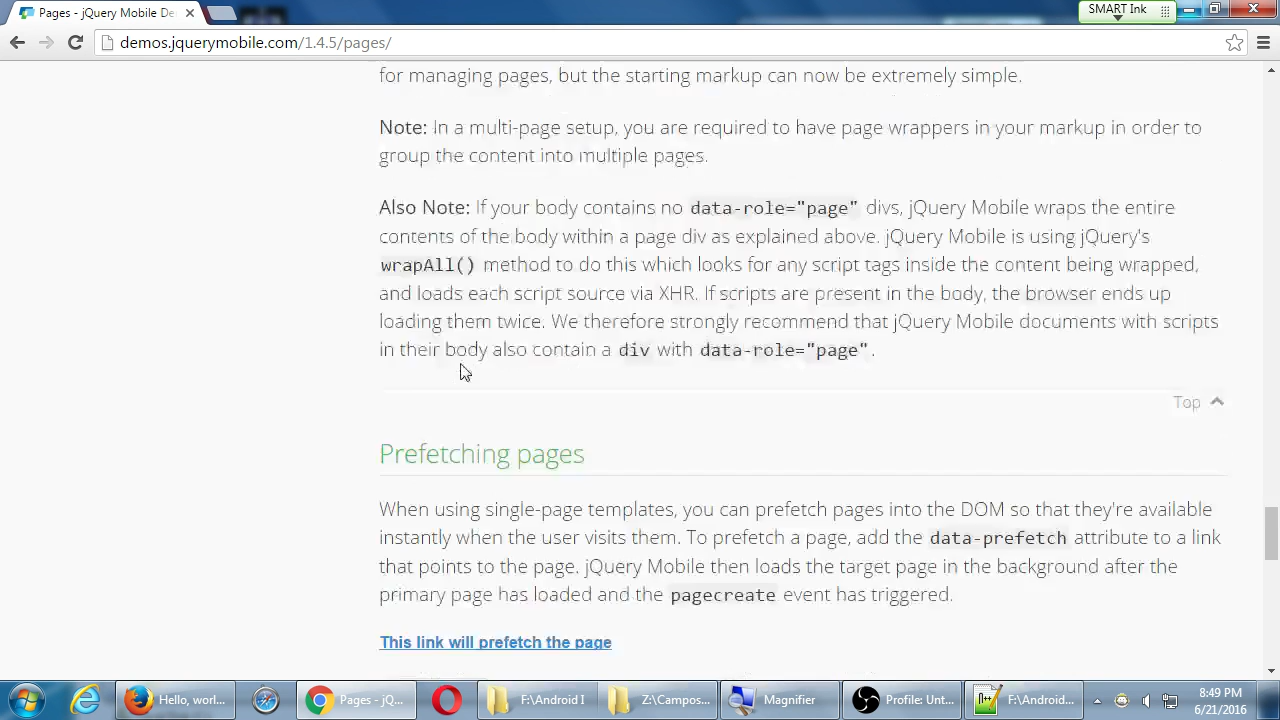 Pages - jQuery Mobile De
SMART Ink
demos.jquerymobile.com/1.4.5/pages/
for managing pages, but the starting markup can now be extremely simple.
Note: In a multi-page setup, you are required to have page wrappers in your markup in order to
group the content into multiple pages.
Also Note: If your body contains no data-role="page" divs, jQuery Mobile wraps the entire
contents of the body within a page div as explained above. jQuery Mobile is using jQuery's
wrapAll() method to do this which looks for any script tags inside the content being wrapped,
and loads each script source via XHR. If scripts are present in the body, the browser ends up
loading them twice. We therefore strongly recommend that jQuery Mobile documents with scripts
in their body also contain a div with data-role="page".
Top
Prefetching pages
When using single-page templates, you can prefetch pages into the DOM so that they're available
instantly when the user visits them. To prefetch a page, add the data-prefetch attribute to a link
that points to the page. jQuery Mobile then loads the target page in the background after the
primary page has loaded and the pagecreate event has triggered.
This link will prefetch the page
Hello, worl...
Pages - jQ...
F:\Android I
Z:\Campos...
Magnifier
Profile: Unt...
F:\Android...
8:49 PM
6/21/2016